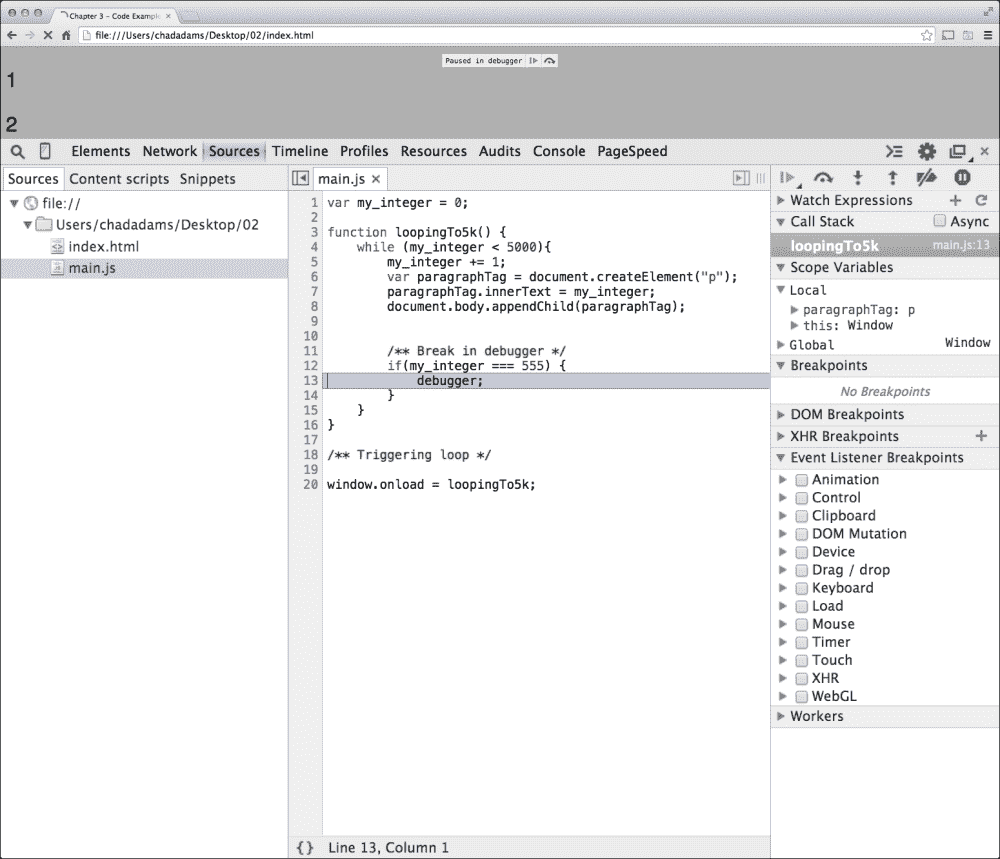 Chapter 3 - Code Example
file:///Users/chadadams/Desktop/02/index.html
Paused in debugger
1
2
Elements Network Sources Timeline Profiles Resources Audits Console PageSpeed
Sources Content scripts Snippets
file://
Users/chadadams/Desktop/02
index.html
main.js
main.js ×
1 var my_integer = 0;
2
3 function loopingTo5k() {
4 while (my_integer < 5000){
5 my_integer += 1;
6 var paragraphTag = document.createElement("p");
7 paragraphTag.innerText = my_integer;
8 document.body.appendChild(paragraphTag);
9
10
11 /** Break in debugger */
12 if(my_integer === 555) {
13 debugger;
14 }
15 }
16 }
17
18 /** Triggering loop */
19
20 window.onload = loopingTo5k;
{} Line 13, Column 1
Watch Expressions
Call Stack Async
loopingTo5k main.js:13
Scope Variables
Local
paragraphTag: p
this: Window
Global Window
Breakpoints
No Breakpoints
DOM Breakpoints
XHR Breakpoints
Event Listener Breakpoints
Animation
Control
Clipboard
DOM Mutation
Device
Drag / drop
Keyboard
Load
Mouse
Timer
Touch
XHR
WebGL
Workers